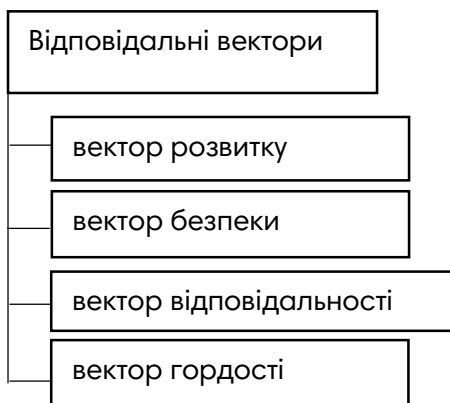 Відповідальні вектори
вектор розвитку
вектор безпеки
вектор відповідальності
вектор гордості